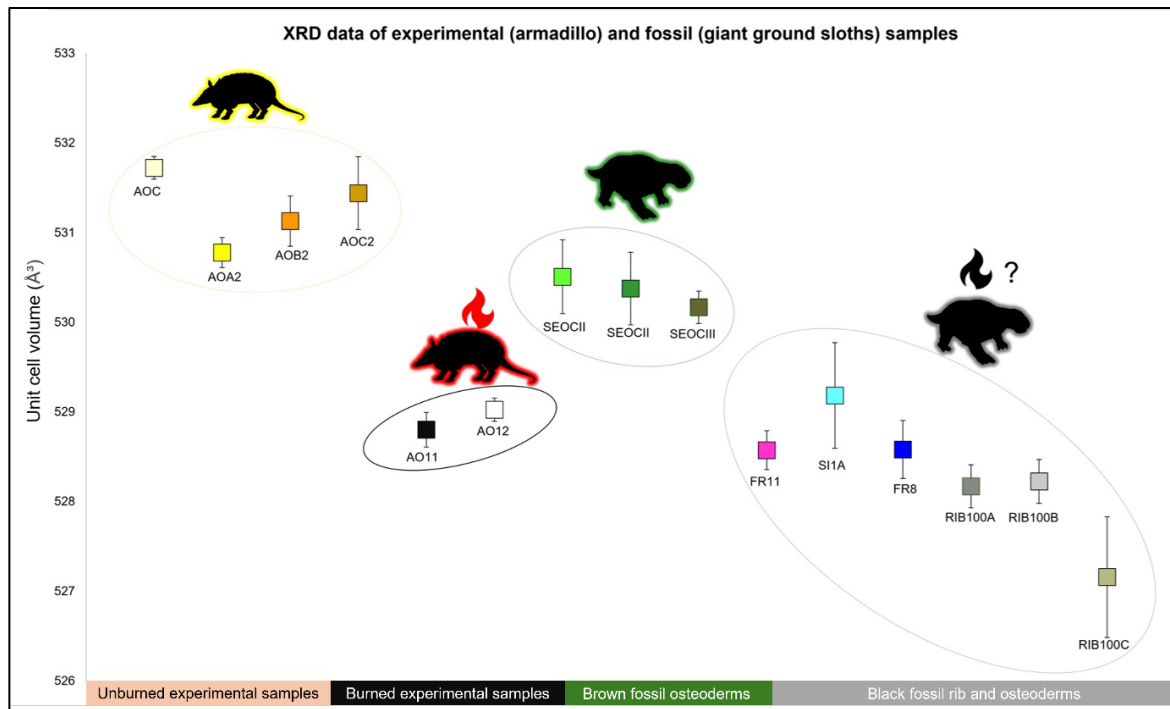 XRD data of experimental (armadillo) and fossil (giant ground sloths) samples
Unit cell volume (Å³)
533
532
531
530
529
528
527
526
AOC
AOA2
AOB2
AOC2
AO11
AO12
SEOCII
SEOCII
SEOCIII
?
FR11
SI1A
FR8
RIB100A
RIB100B
RIB100C
Unburned experimental samples
Burned experimental samples
Brown fossil osteoderms
Black fossil rib and osteoderms